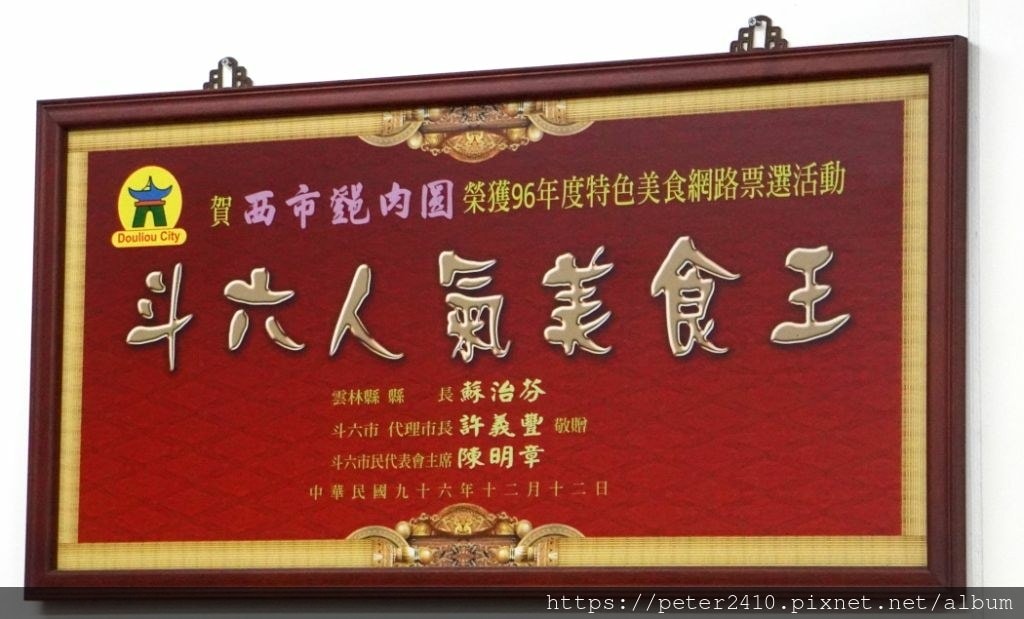 Douliou City
賀 西市甕肉圓 榮獲96年度特色美食網路票選活動
斗六人氣美食王
雲林縣 縣 長 蘇治芬
斗六市 代理市長 許義豐 敬贈
斗六市民代表會主席 陳明章
中華民國九十六年十二月十二日
https://peter2410.pixnet.net/album